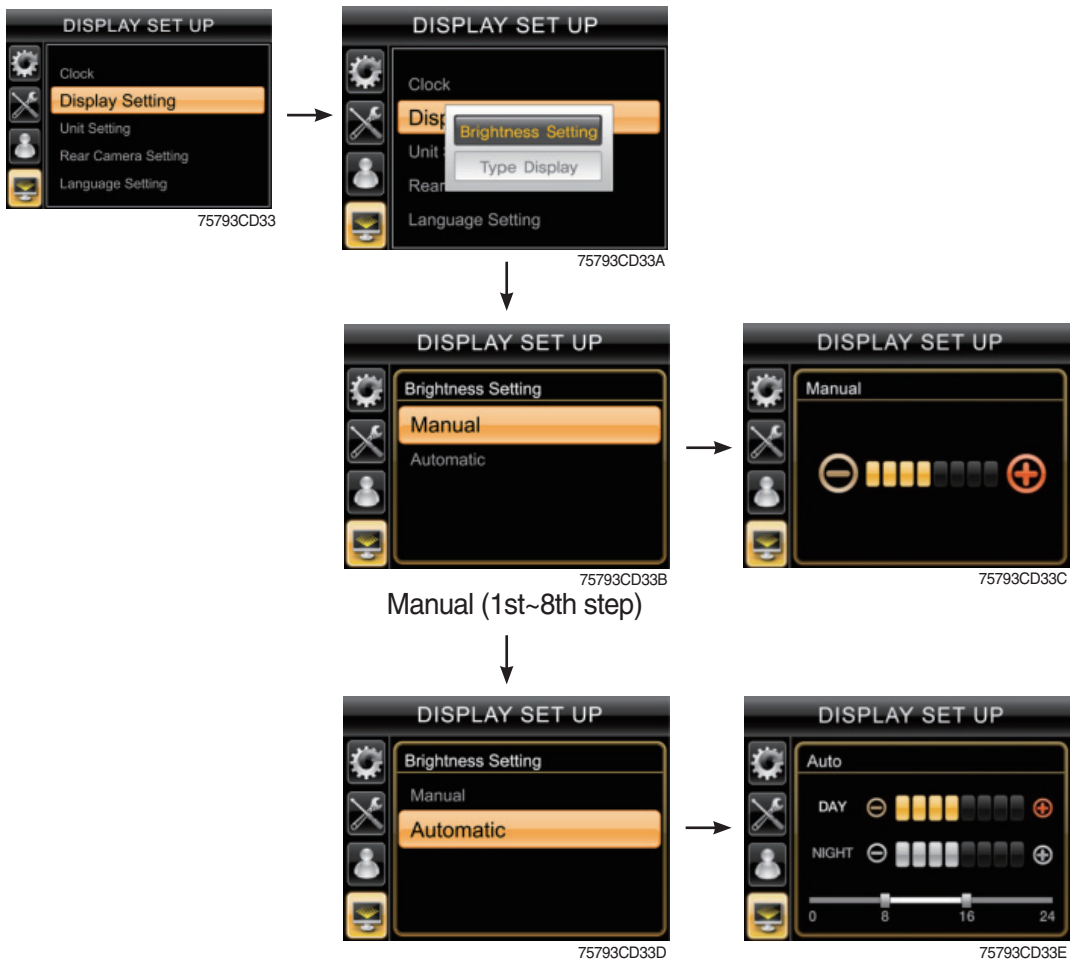 DISPLAY SET UP
Clock
Display Setting
Unit Setting
Rear Camera Setting
Language Setting
75793CD33
DISPLAY SET UP
Clock
Disp
Brightness Setting
Unit
Type Display
Rear
Language Setting
75793CD33A
DISPLAY SET UP
Brightness Setting
Manual
Automatic
75793CD33B
Manual (1st~8th step)
DISPLAY SET UP
Manual
75793CD33C
DISPLAY SET UP
Brightness Setting
Manual
Automatic
75793CD33D
DISPLAY SET UP
Auto
DAY
NIGHT
0 8 16 24
75793CD33E